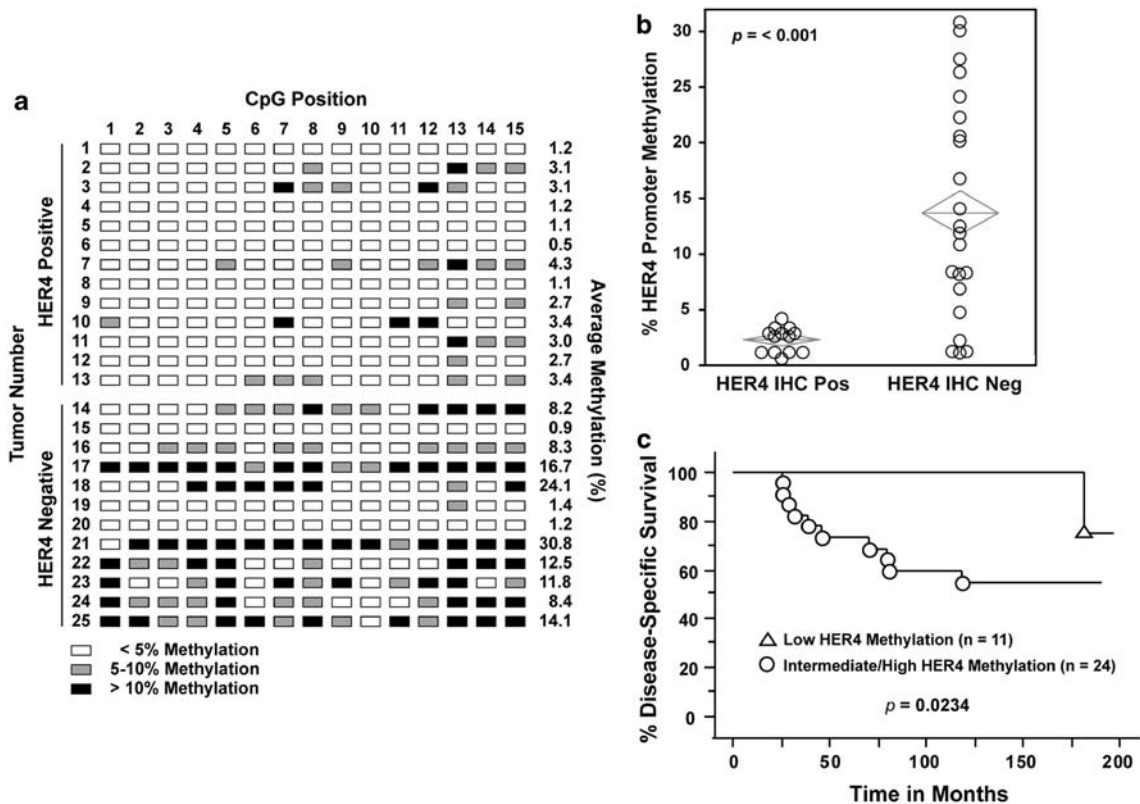 a
CpG Position
1 2 3 4 5 6 7 8 9 10 11 12 13 14 15
Tumor Number
HER4 Positive
1 1.2
2 3.1
3 3.1
4 1.2
5 1.1
6 0.5
7 4.3
8 1.1
9 2.7
10 3.4
11 3.0
12 2.7
13 3.4
HER4 Negative
14 8.2
15 0.9
16 8.3
17 16.7
18 24.1
19 1.4
20 1.2
21 30.8
22 12.5
23 11.8
24 8.4
25 14.1
Average Methylation (%)
< 5% Methylation
5-10% Methylation
> 10% Methylation
b
p = < 0.001
% HER4 Promoter Methylation
30
25
20
15
10
5
0
HER4 IHC Pos HER4 IHC Neg
c
% Disease-Specific Survival
100
80
60
40
20
0
Low HER4 Methylation (n = 11)
Intermediate/High HER4 Methylation (n = 24)
p = 0.0234
0 50 100 150 200
Time in Months